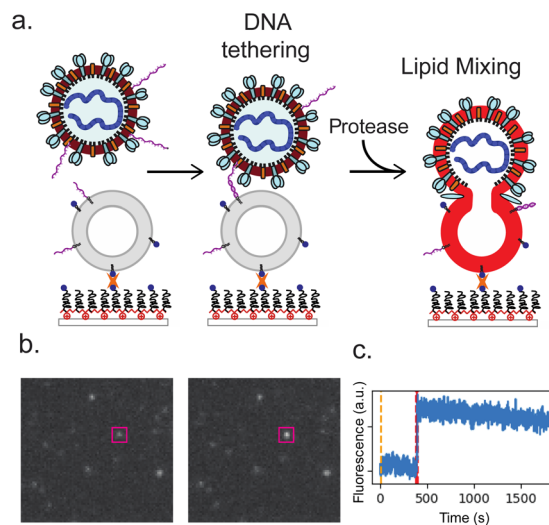 a.
DNA
tethering
Lipid Mixing
Protease
b.
c.
Fluorescence (a.u.)
0
500
1000
1500
Time (s)